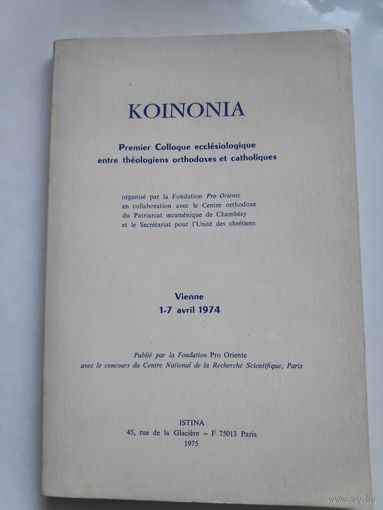 KOINONIA
Premier Colloque ecclésiologique
entre théologiens orthodoxes et catholiques
organisé par la Fondation Pro Oriente
en collaboration avec le Centre orthodoxe
du Patriarcat œcuménique de Chambésy
et le Secrétariat pour l'Unité des chrétiens
Vienne
1-7 avril 1974
Publié par la Fondation Pro Oriente
avec le concours du Centre National de la Recherche Scientifique, Paris
ISTINA
45, rue de la Glacière – F 75013 Paris
1975
www.ay.by